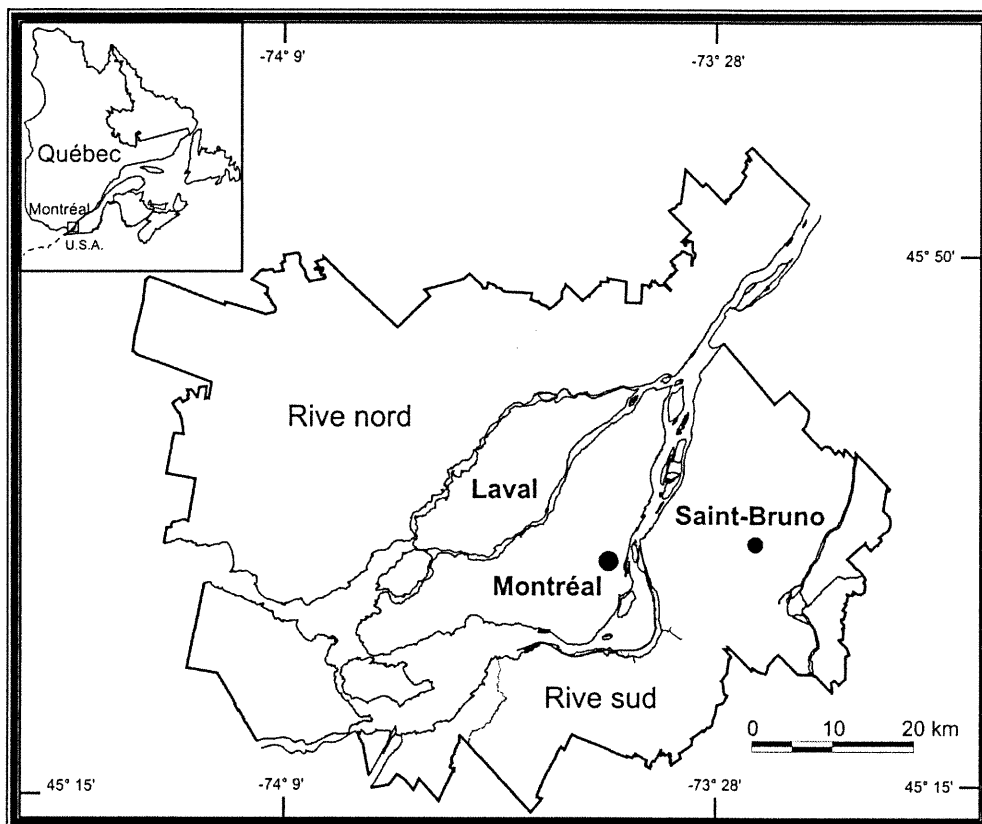 -74° 9'
-73° 28'
Québec
Montréal
U.S.A.
45° 50'
Rive nord
Laval
Saint-Bruno
Montréal
Rive sud
0 10 20 km
45° 15'
-74° 9'
-73° 28'
45° 15'